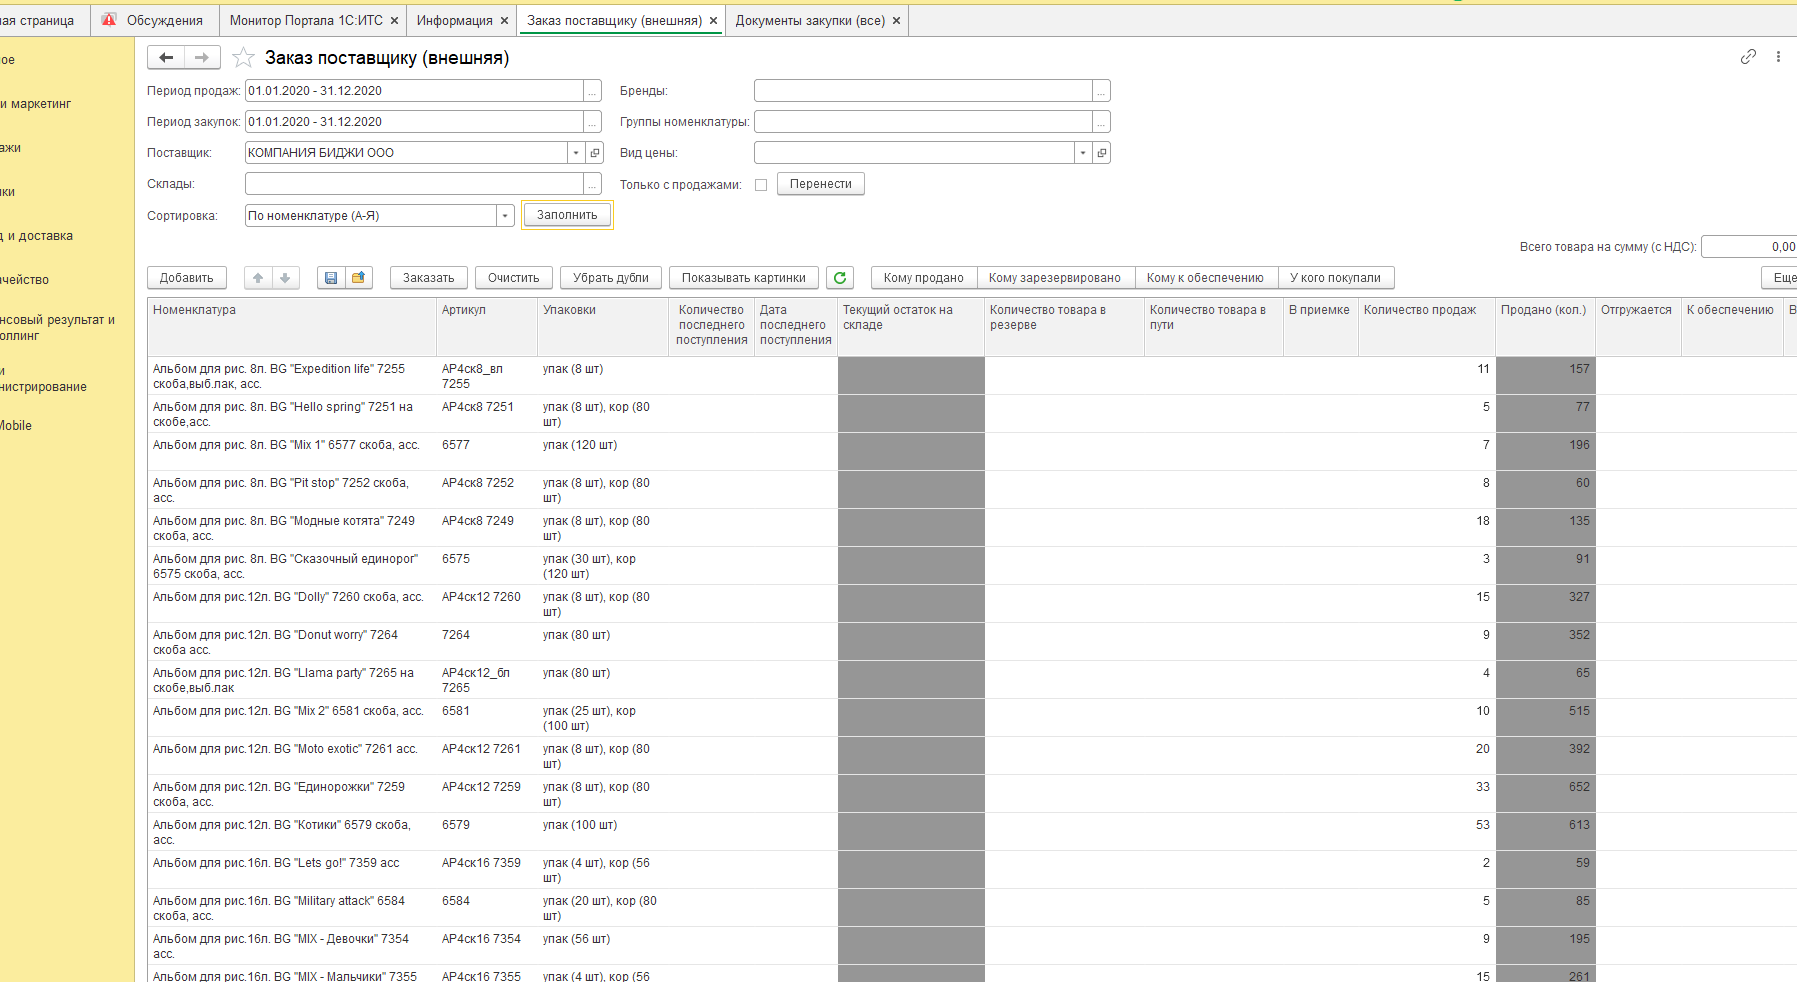 ая страница
Обсуждения
Монитор Портала 1С:ИТС ×
Информация ×
Заказ поставщику (внешняя) ×
Документы закупки (все) ×
ое
и маркетинг
ажи
ки
д и доставка
ачейство
нсовый результат и
оллинг
и
нистрирование
Mobile
Заказ поставщику (внешняя)
Период продаж: 01.01.2020 - 31.12.2020 ...
Бренды: ...
Период закупок: 01.01.2020 - 31.12.2020 ...
Группы номенклатуры: ...
Поставщик: КОМПАНИЯ БИДЖИ ООО
Вид цены:
Склады: ...
Только с продажами: Перенести
Сортировка: По номенклатуре (А-Я) Заполнить
Всего товара на сумму (с НДС): 0,00
Добавить Заказать Очистить Убрать дубли Показывать картинки Кому продано Кому зарезервировано Кому к обеспечению У кого покупали Еще
Номенклатура
Артикул
Упаковки
Количество
последнего
поступления
Дата
последнего
поступления
Текущий остаток на
складе
Количество товара в
резерве
Количество товара в
пути
В приемке
Количество продаж
Продано (кол.)
Отгружается
К обеспечению
В
Альбом для рис. 8л. BG "Expedition life" 7255 АР4ск8_вл упак (8 шт) 11 157
скоба,выб.лак, асс. 7255
Альбом для рис. 8л. BG "Hello spring" 7251 на АР4ск8 7251 упак (8 шт), кор (80 5 77
скобе,асс. шт)
Альбом для рис. 8л. BG "Mix 1" 6577 скоба, асс. 6577 упак (120 шт) 7 196
Альбом для рис. 8л. BG "Pit stop" 7252 скоба, АР4ск8 7252 упак (8 шт), кор (80 8 60
асс. шт)
Альбом для рис. 8л. BG "Модные котята" 7249 АР4ск8 7249 упак (8 шт), кор (80 18 135
скоба, асс. шт)
Альбом для рис. 8л. BG "Сказочный единорог" 6575 упак (30 шт), кор 3 91
6575 скоба, асс. (120 шт)
Альбом для рис.12л. BG "Dolly" 7260 скоба, асс. АР4ск12 7260 упак (8 шт), кор (80 15 327
шт)
Альбом для рис.12л. BG "Donut worry" 7264 7264 упак (80 шт) 9 352
скоба асс.
Альбом для рис.12л. BG "Llama party" 7265 на АР4ск12_бл упак (80 шт) 4 65
скобе,выб.лак 7265
Альбом для рис.12л. BG "Mix 2" 6581 скоба, асс. 6581 упак (25 шт), кор 10 515
(100 шт)
Альбом для рис.12л. BG "Moto exotic" 7261 асс. АР4ск12 7261 упак (8 шт), кор (80 20 392
шт)
Альбом для рис.12л. BG "Единорожки" 7259 АР4ск12 7259 упак (8 шт), кор (80 33 652
скоба, асс. шт)
Альбом для рис.12л. BG "Котики" 6579 скоба, 6579 упак (100 шт) 53 613
асс.
Альбом для рис.16л. BG "Lets go!" 7359 асс АР4ск16 7359 упак (4 шт), кор (56 2 59
шт)
Альбом для рис.16л. BG "Military attack" 6584 6584 упак (20 шт), кор (80 5 85
скоба, асс. шт)
Альбом для рис.16л. BG "MIX - Девочки" 7354 АР4ск16 7354 упак (56 шт) 9 195
асс.
Альбом для рис.16л. BG "MIX - Мальчики" 7355 АР4ск16 7355 упак (4 шт), кор (56 15 261